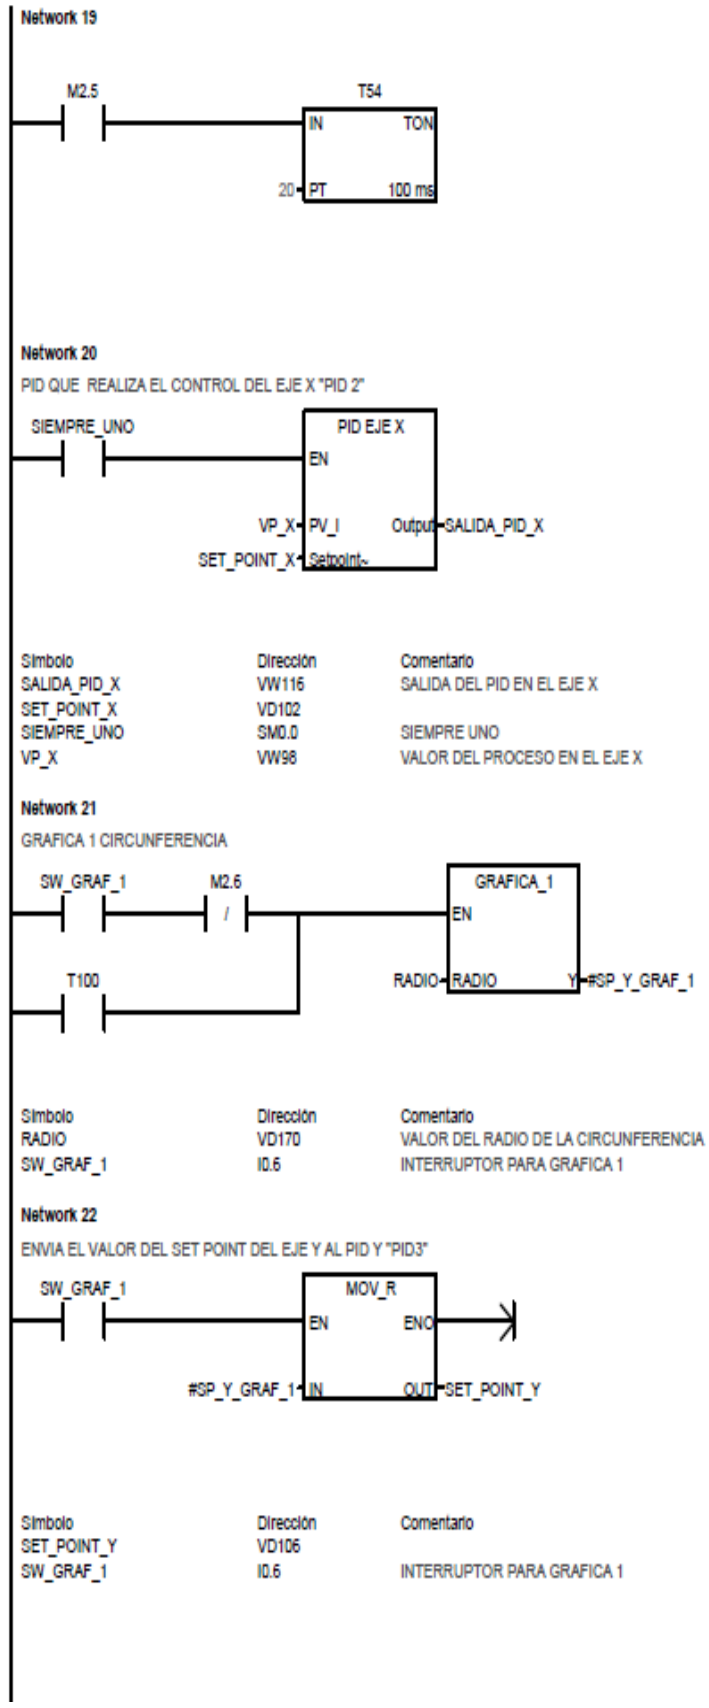 Network 19
M2.5 T54
IN TON
20 PT 100 ms
Network 20
PID QUE REALIZA EL CONTROL DEL EJE X "PID 2"
SIEMPRE_UNO PID EJE X
EN
VP_X PV_I Output SALIDA_PID_X
SET_POINT_X Setpoint~
Símbolo Dirección Comentario
SALIDA_PID_X VW116 SALIDA DEL PID EN EL EJE X
SET_POINT_X VD102
SIEMPRE_UNO SM0.0 SIEMPRE UNO
VP_X VW98 VALOR DEL PROCESO EN EL EJE X
Network 21
GRAFICA 1 CIRCUNFERENCIA
SW_GRAF_1 M2.6 GRAFICA_1
/ EN
T100 RADIO RADIO Y #SP_Y_GRAF_1
Símbolo Dirección Comentario
RADIO VD170 VALOR DEL RADIO DE LA CIRCUNFERENCIA
SW_GRAF_1 I0.6 INTERRUPTOR PARA GRAFICA 1
Network 22
ENVIA EL VALOR DEL SET POINT DEL EJE Y AL PID Y "PID3"
SW_GRAF_1 MOV_R
EN ENO
#SP_Y_GRAF_1 IN OUT SET_POINT_Y
Símbolo Dirección Comentario
SET_POINT_Y VD106
SW_GRAF_1 I0.6 INTERRUPTOR PARA GRAFICA 1